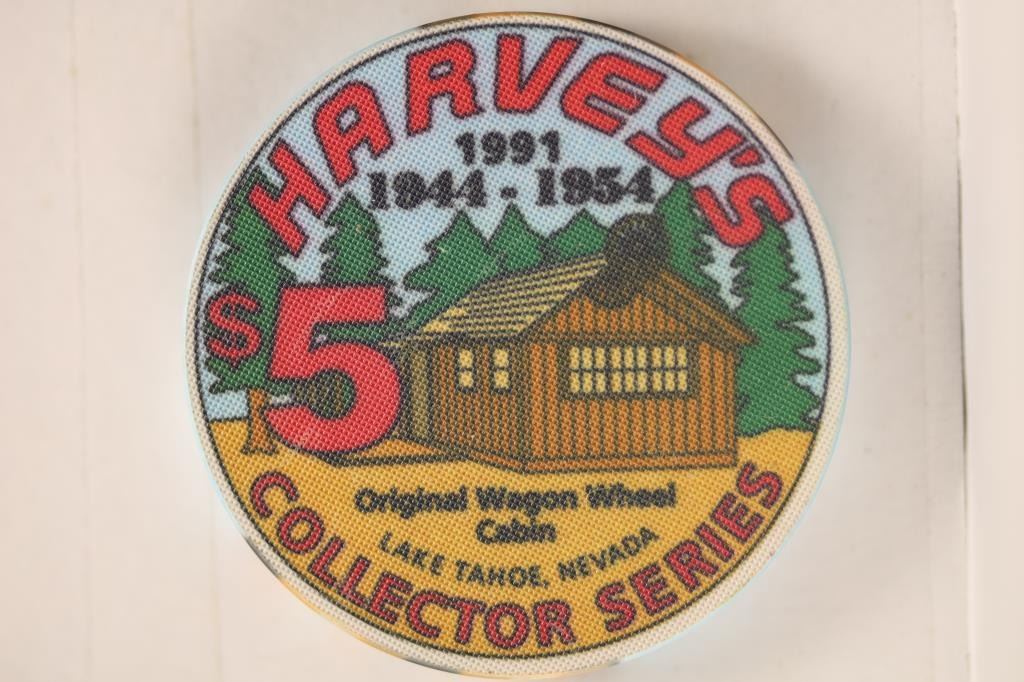 HARVEY'S
1991
1944 - 1954
$5
Original Wagon Wheel
Cabin
LAKE TAHOE, NEVADA
COLLECTOR SERIES